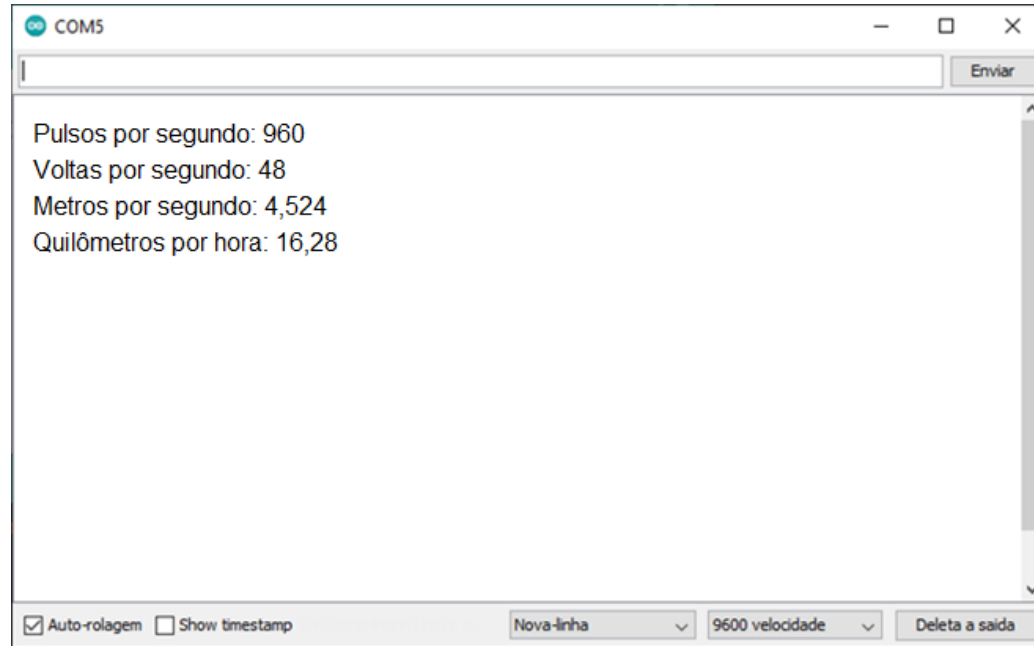 COM5
Enviar
Pulsos por segundo: 960
Voltas por segundo: 48
Metros por segundo: 4,524
Quilômetros por hora: 16,28
Auto-rolagem Show timestamp Nova-linha 9600 velocidade Deleta a saida